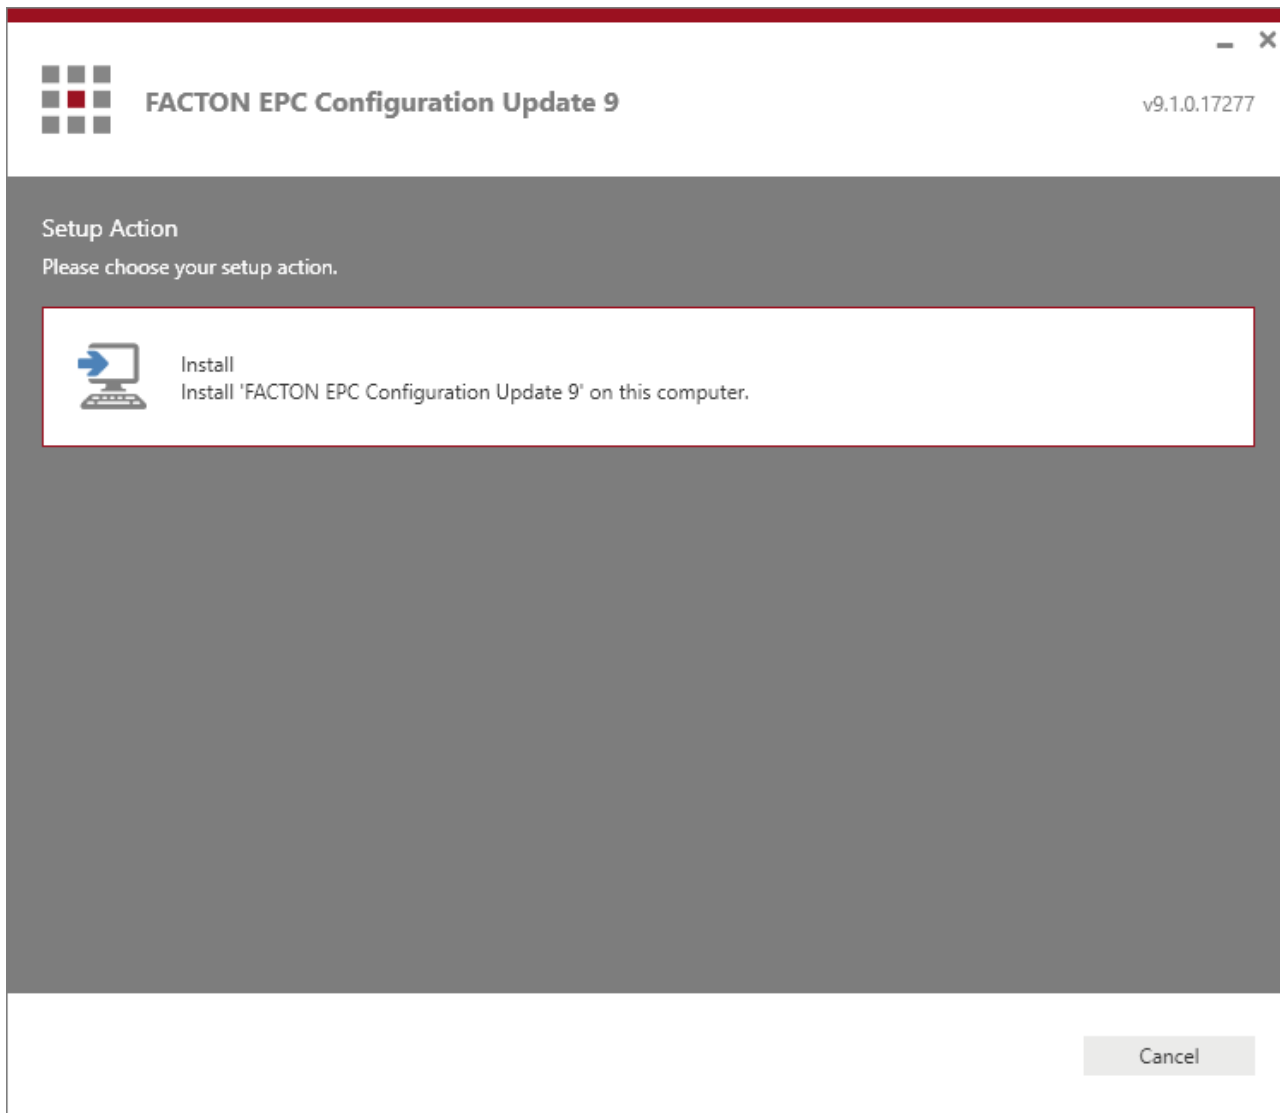 FACTON EPC Configuration Update 9
v9.1.0.17277
Setup Action
Please choose your setup action.
Install
Install 'FACTON EPC Configuration Update 9' on this computer.
Cancel